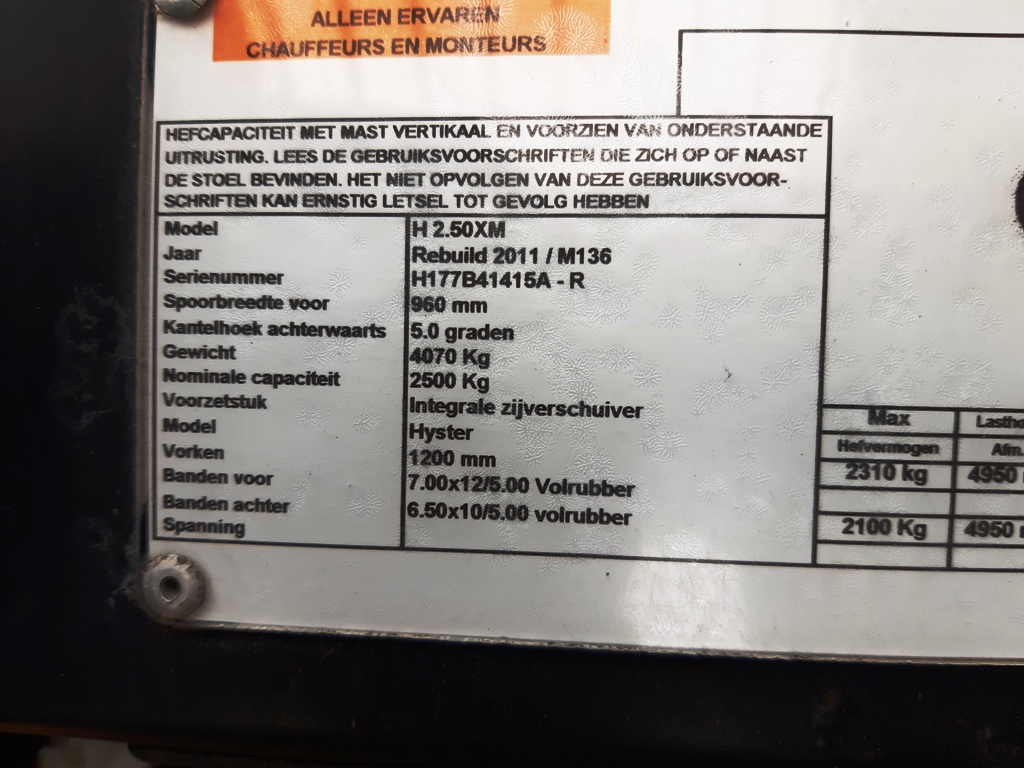 ALLEEN ERVAREN
CHAUFFEURS EN MONTEURS
HEFCAPACITEIT MET MAST VERTIKAAL EN VOORZIEN VAN ONDERSTAANDE
UITRUSTING. LEES DE GEBRUIKSVOORSCHRIFTEN DIE ZICH OP OF NAAST
DE STOEL BEVINDEN. HET NIET OPVOLGEN VAN DEZE GEBRUIKSVOOR-
SCHRIFTEN KAN ERNSTIG LETSEL TOT GEVOLG HEBBEN
Model H 2.50XM
Jaar Rebuild 2011 / M136
Serienummer H177B41415A - R
Spoorbreedte voor 960 mm
Kantelhoek achterwaarts 5.0 graden
Gewicht 4070 Kg
Nominale capaciteit 2500 Kg
Voorzetstuk Integrale zijverschuiver
Model Hyster
Vorken 1200 mm
Banden voor 7.00x12/5.00 Volrubber
Banden achter 6.50x10/5.00 volrubber
Spanning
Max Lastho
Hefvermogen Afm.
2310 kg 4950
2100 Kg 4950